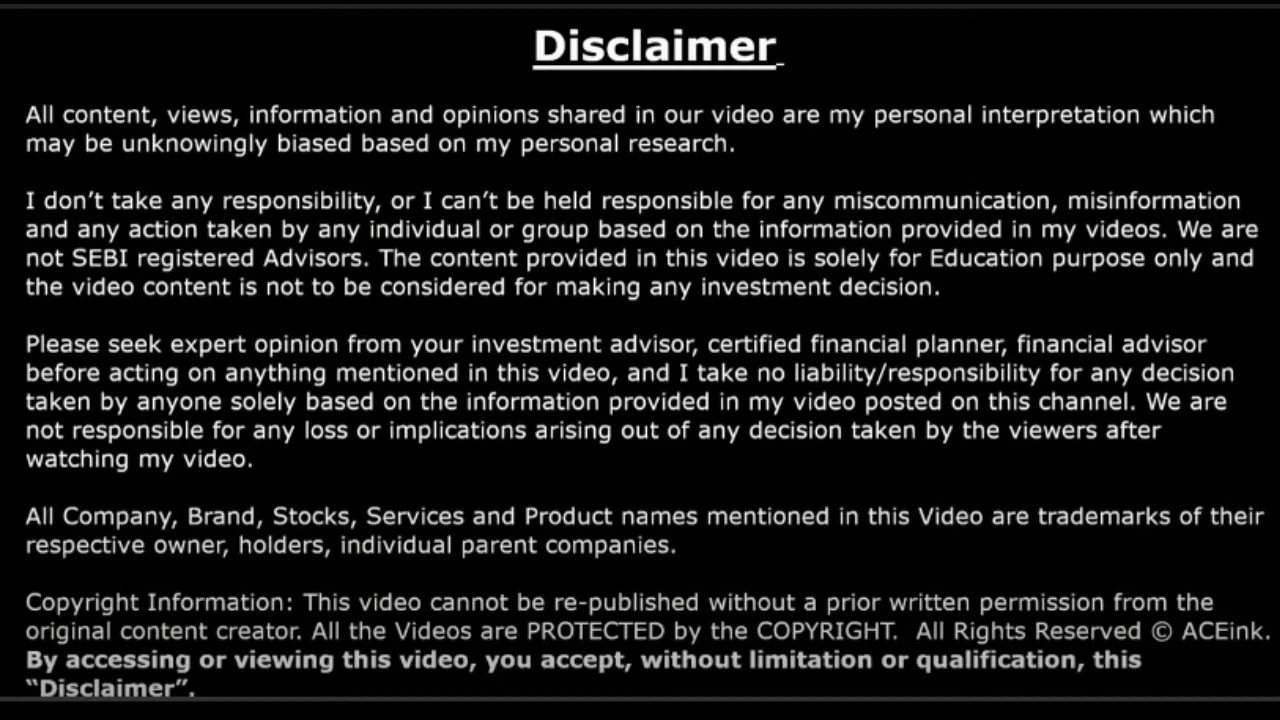 Disclaimer
All content, views, information and opinions shared in our video are my personal interpretation which
may be unknowingly biased based on my personal research.
I don’t take any responsibility, or I can’t be held responsible for any miscommunication, misinformation
and any action taken by any individual or group based on the information provided in my videos. We are
not SEBI registered Advisors. The content provided in this video is solely for Education purpose only and
the video content is not to be considered for making any investment decision.
Please seek expert opinion from your investment advisor, certified financial planner, financial advisor
before acting on anything mentioned in this video, and I take no liability/responsibility for any decision
taken by anyone solely based on the information provided in my video posted on this channel. We are
not responsible for any loss or implications arising out of any decision taken by the viewers after
watching my video.
All Company, Brand, Stocks, Services and Product names mentioned in this Video are trademarks of their
respective owner, holders, individual parent companies.
Copyright Information: This video cannot be re-published without a prior written permission from the
original content creator. All the Videos are PROTECTED by the COPYRIGHT.  All Rights Reserved © ACEink.
By accessing or viewing this video, you accept, without limitation or qualification, this
“Disclaimer”.